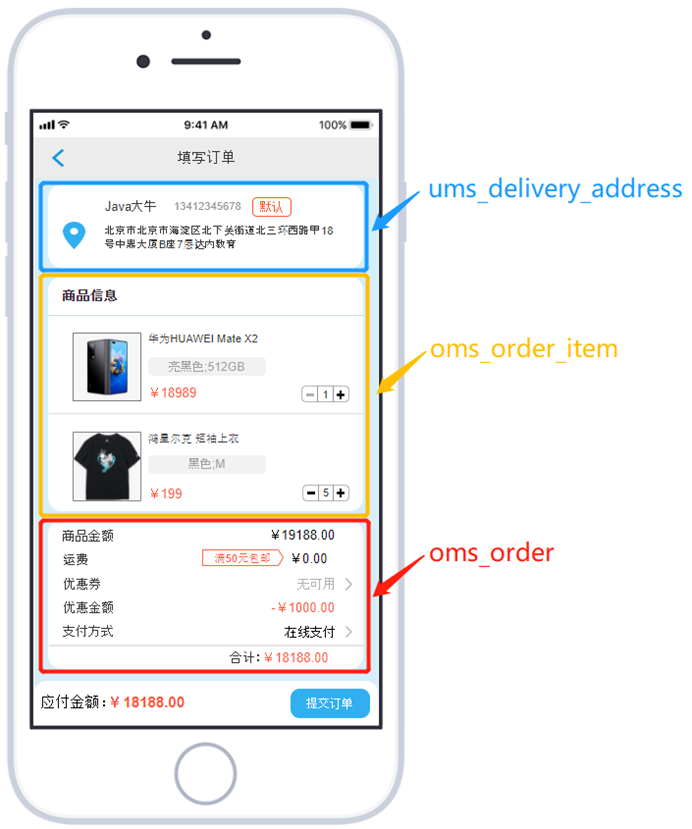 9:41 AM 100%
填写订单
Java大牛 13412345678 默认
北京市北京市海淀区北下关街道北三环西路甲18
号中鼎大厦B座7层达内教育
ums_delivery_address
商品信息
华为HUAWEI Mate X2
亮黑色;512GB
¥18989
1
oms_order_item
鸿星尔克 短袖上衣
黑色;M
¥199
5
商品金额 ¥19188.00
运费 满50元包邮 ¥0.00
优惠券 无可用
优惠金额 -¥1000.00
支付方式 在线支付
合计:¥18188.00
oms_order
应付金额:¥18188.00
提交订单